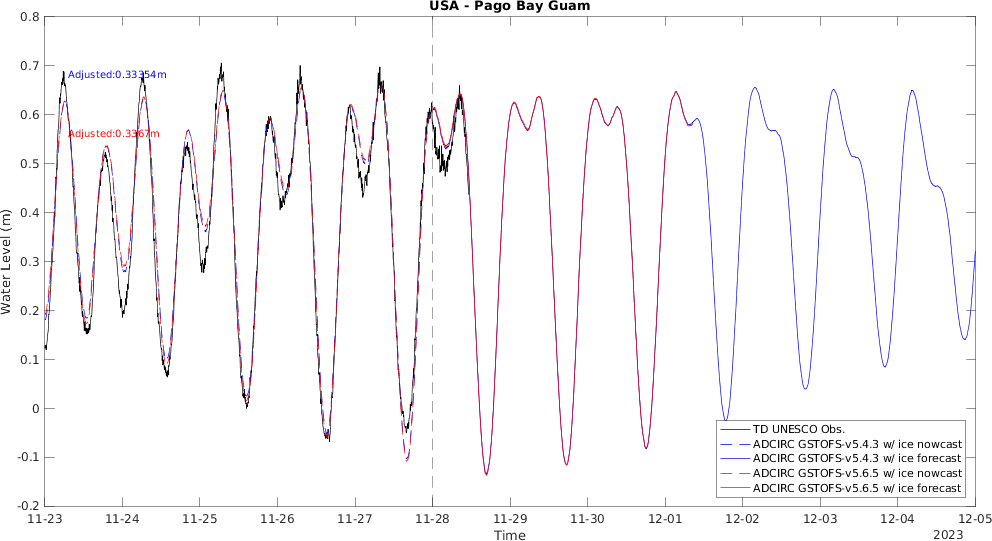 USA - Pago Bay Guam
0.8
0.7
0.6
0.5
0.4
0.3
0.2
0.1
0
-0.1
-0.2
Water Level (m)
Adjusted:0.33354m
Adjusted:0.3367m
TD UNESCO Obs.
ADCIRC GSTOFS-v5.4.3 w/ ice nowcast
ADCIRC GSTOFS-v5.4.3 w/ ice forecast
ADCIRC GSTOFS-v5.6.5 w/ ice nowcast
ADCIRC GSTOFS-v5.6.5 w/ ice forecast
11-23 11-24 11-25 11-26 11-27 11-28 11-29 11-30 12-01 12-02 12-03 12-04 12-05
Time
2023